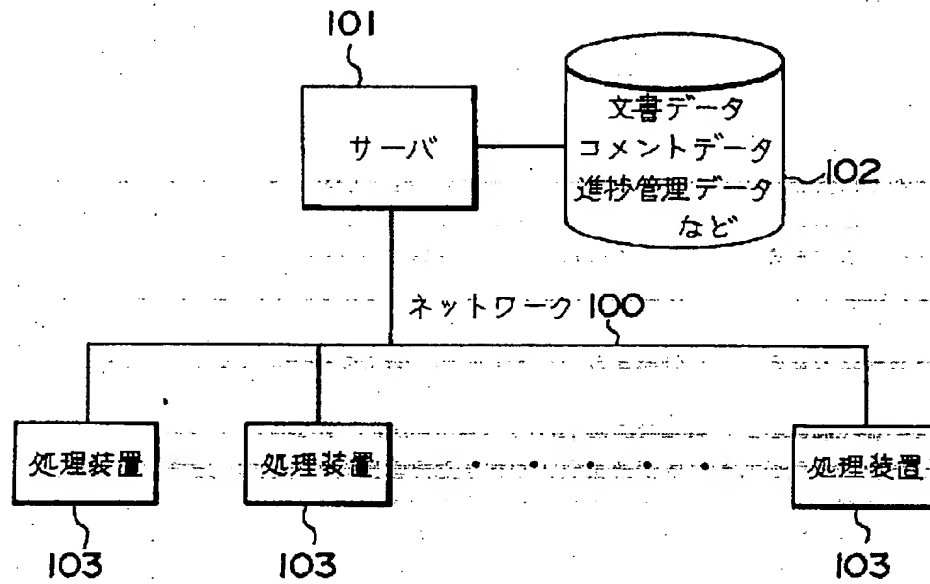 101
サーバ
文書データ
コメントデータ
進捗管理データ
など
102
ネットワーク 100
処理装置
処理装置
・・・・・
処理装置
103
103
103